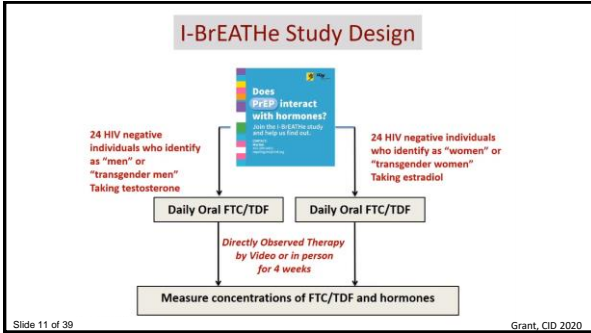 I-BrEATHe Study Design
Does
PrEP interact
with hormones?
Join the I-BrEATHe study
and help us find out.
24 HIV negative
individuals who identify
as “men” or
“transgender men”
Taking testosterone
24 HIV negative individuals
who identify as “women” or
“transgender women”
Taking estradiol
Daily Oral FTC/TDF
Daily Oral FTC/TDF
Directly Observed Therapy
by Video or in person
for 4 weeks
Measure concentrations of FTC/TDF and hormones
Slide 11 of 39
Grant, CID 2020